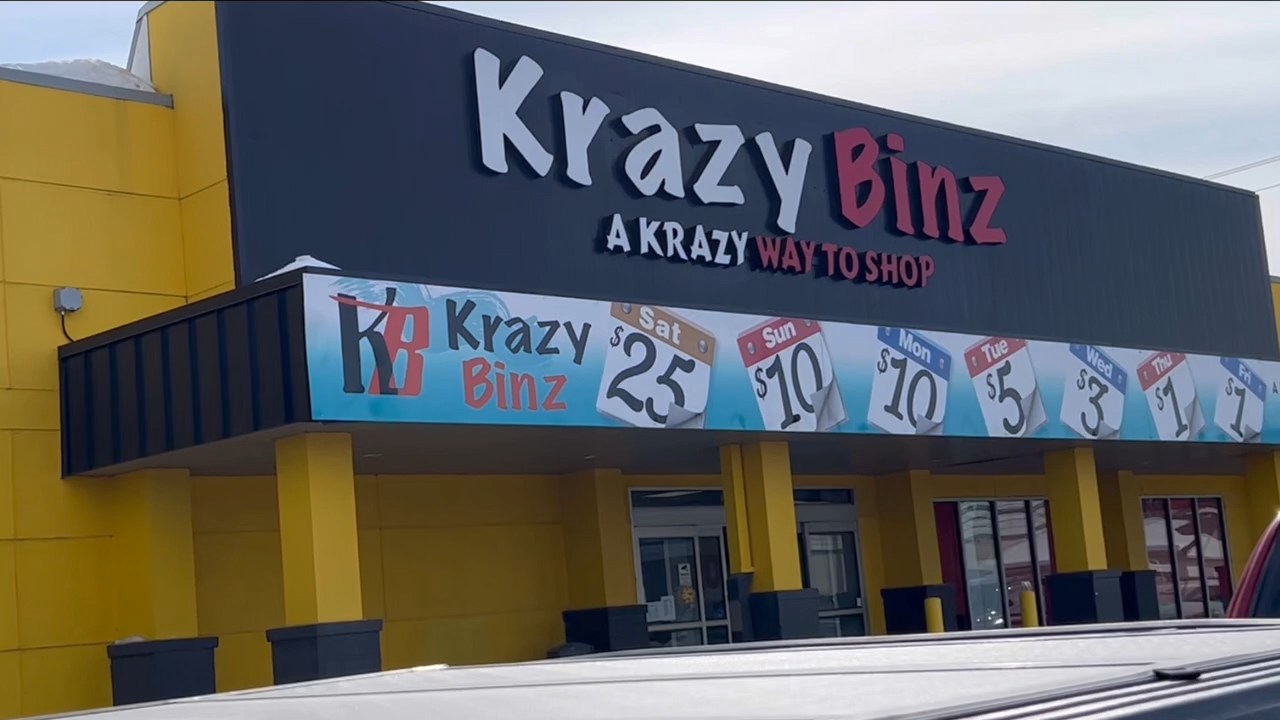 Krazy Binz
A KRAZY WAY TO SHOP
KB
Krazy
Binz
Sat
$25
Sun
$10
Mon
$10
Tue
$5
Wed
$3
Thu
$1
Fri
$1